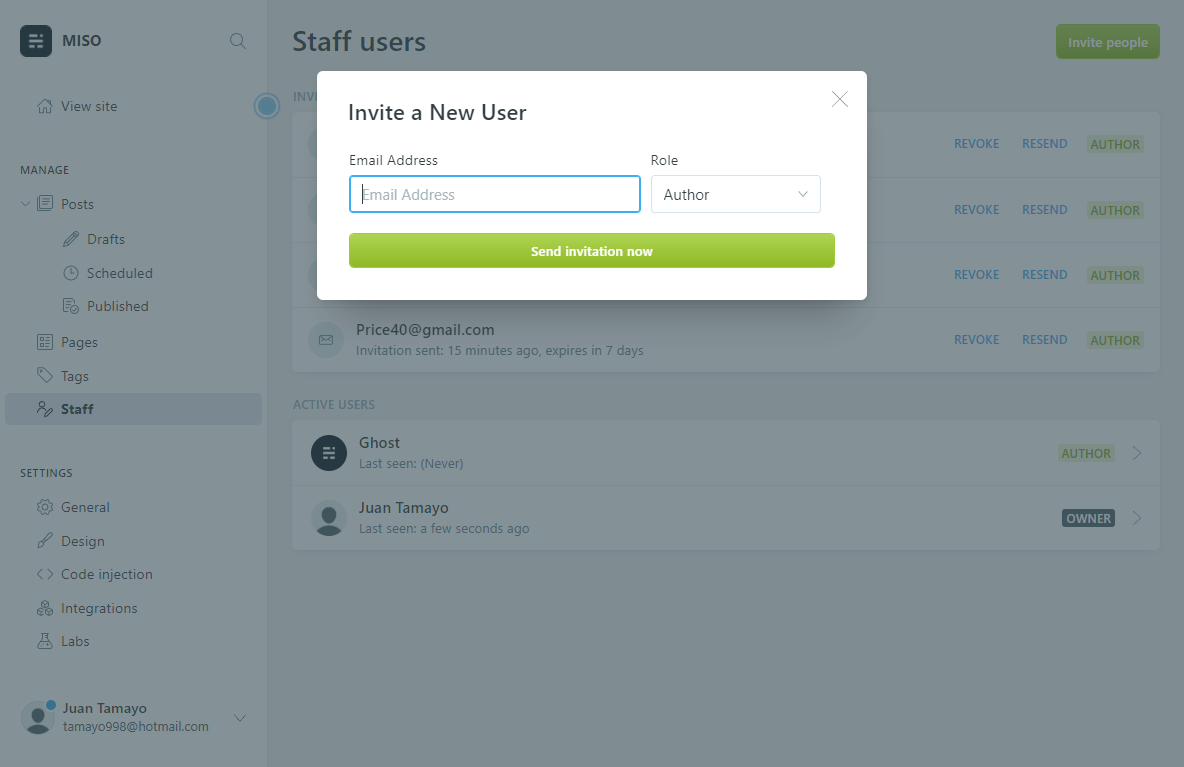 MISO
Staff users
Invite people
View site
MANAGE
Posts
Drafts
Scheduled
Published
Pages
Tags
Staff
SETTINGS
General
Design
Code injection
Integrations
Labs
Juan Tamayo
tamayo998@hotmail.com
Invite a New User
Email Address
Role
Email Address
Author
Send invitation now
REVOKE RESEND AUTHOR
REVOKE RESEND AUTHOR
REVOKE RESEND AUTHOR
Price40@gmail.com
Invitation sent: 15 minutes ago, expires in 7 days
REVOKE RESEND AUTHOR
ACTIVE USERS
Ghost
Last seen: (Never)
AUTHOR
Juan Tamayo
Last seen: a few seconds ago
OWNER